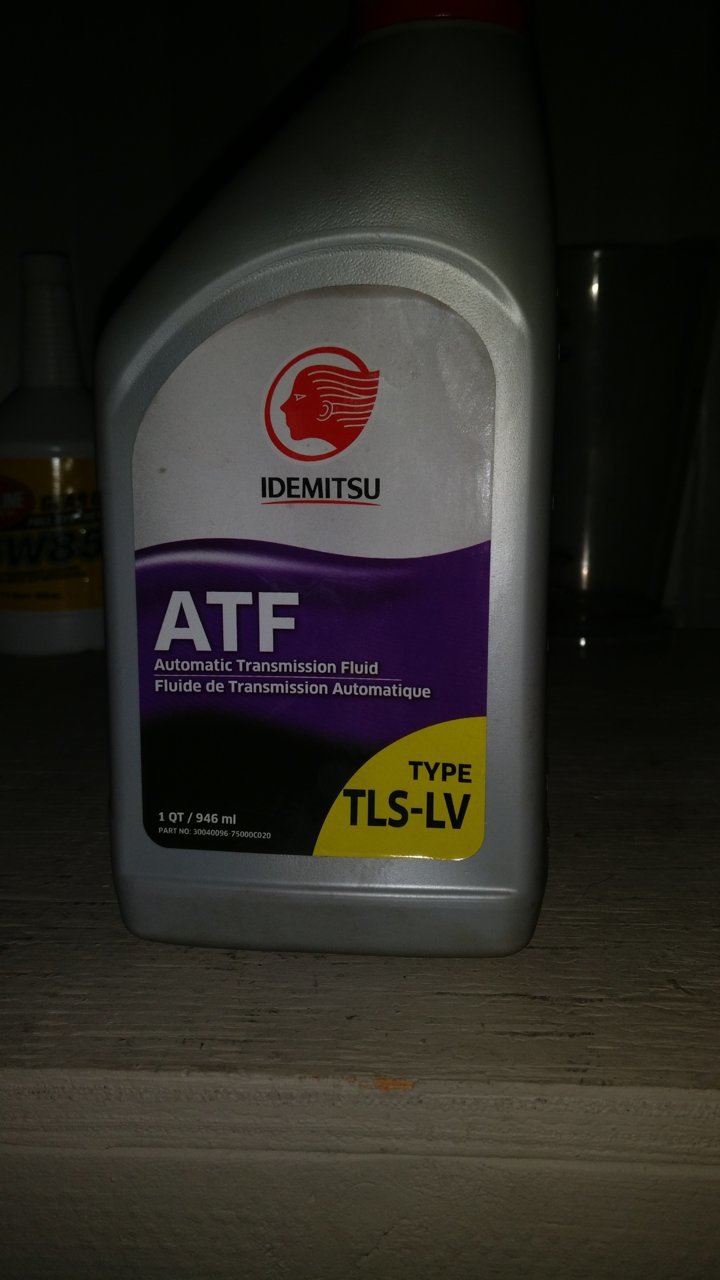 IDEMITSU
ATF
Automatic Transmission Fluid
Fluide de Transmission Automatique
TYPE
TLS-LV
1 QT / 946 ml
PART NO: 30040096-75000C020